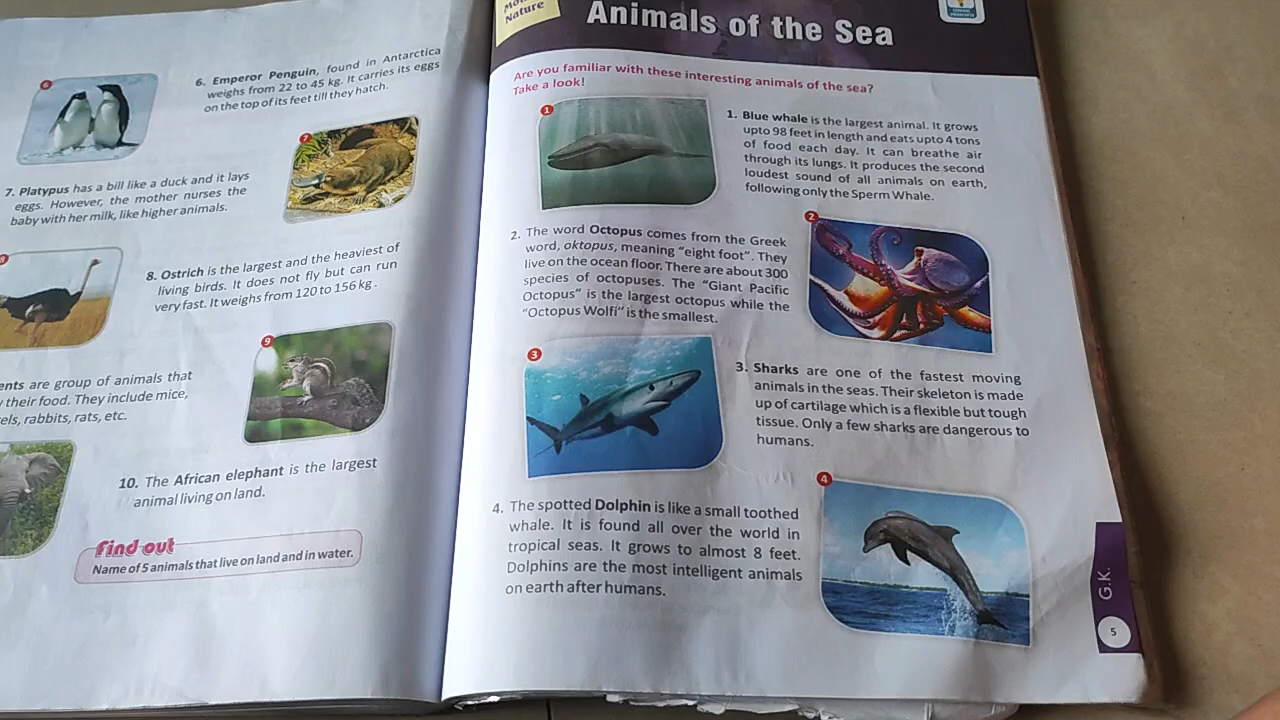 6
6. Emperor Penguin, found in Antarctica
weighs from 22 to 45 kg. It carries its eggs
on the top of its feet till they hatch.
7
7. Platypus has a bill like a duck and it lays
eggs. However, the mother nurses the
baby with her milk, like higher animals.
8
8. Ostrich is the largest and the heaviest of
living birds. It does not fly but can run
very fast. It weighs from 120 to 156 kg.
9
are group of animals that
their food. They include mice,
rabbits, rats, etc.
10. The African elephant is the largest
animal living on land.
Find out
Name of 5 animals that live on land and in water.
Nature
Animals of the Sea
Are you familiar with these interesting animals of the sea?
Take a look!
1
1. Blue whale is the largest animal. It grows
upto 98 feet in length and eats upto 4 tons
of food each day. It can breathe air
through its lungs. It produces the second
loudest sound of all animals on earth,
following only the Sperm Whale.
2
2. The word Octopus comes from the Greek
word, oktopus, meaning “eight foot”. They
live on the ocean floor. There are about 300
species of octopuses. The “Giant Pacific
Octopus” is the largest octopus while the
“Octopus Wolfi” is the smallest.
3
3. Sharks are one of the fastest moving
animals in the seas. Their skeleton is made
up of cartilage which is a flexible but tough
tissue. Only a few sharks are dangerous to
humans.
4
4. The spotted Dolphin is like a small toothed
whale. It is found all over the world in
tropical seas. It grows to almost 8 feet.
Dolphins are the most intelligent animals
on earth after humans.
G.K.
5